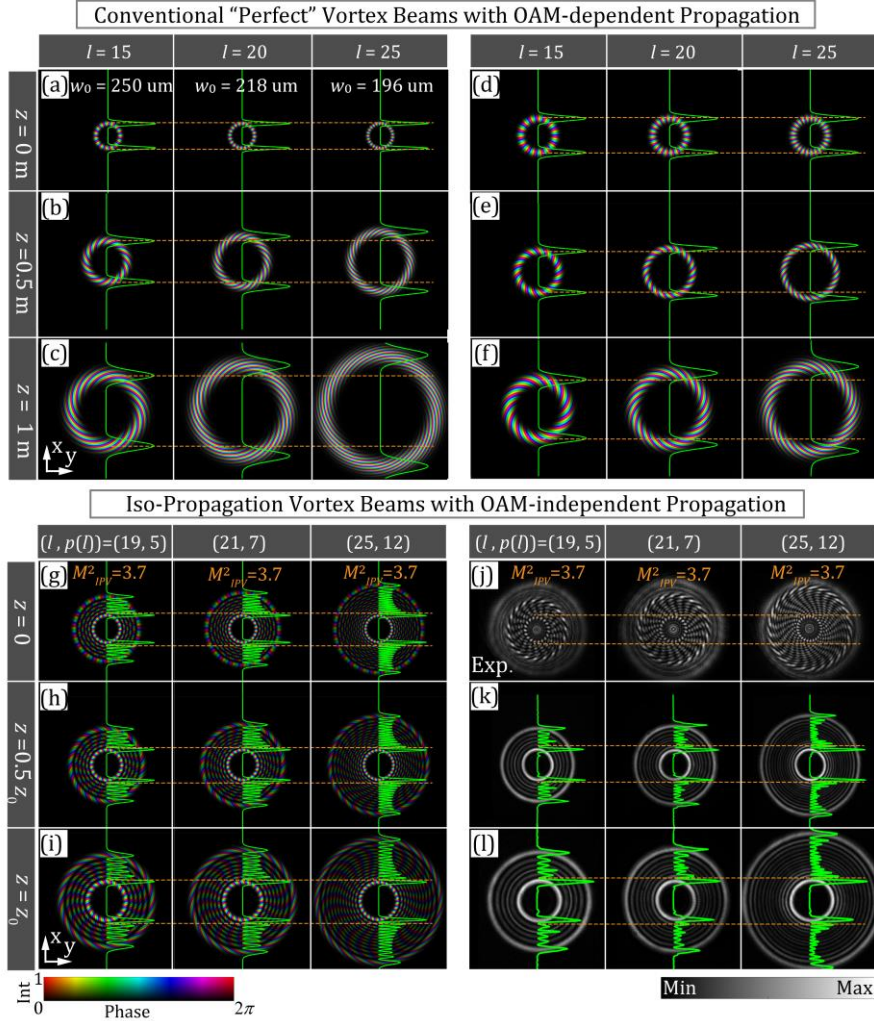 Conventional “Perfect” Vortex Beams with OAM-dependent Propagation
l = 15 l = 20 l = 25 l = 15 l = 20 l = 25
z = 0 m
(a) w0 = 250 um w0 = 218 um w0 = 196 um (d)
z =0.5 m
(b) (e)
z = 1 m
(c) (f)
x
y
Iso-Propagation Vortex Beams with OAM-independent Propagation
(l , p(l))=(19, 5) (21, 7) (25, 12) (l , p(l))=(19, 5) (21, 7) (25, 12)
z = 0
(g) M²IPV=3.7 M²IPV=3.7 M²IPV=3.7 (j) M²IPV=3.7 M²IPV=3.7 M²IPV=3.7
Exp.
z =0.5 z0
(h) (k)
z = z0
(i) (l)
x
y
Int 1
0 Phase 2π
Min Max